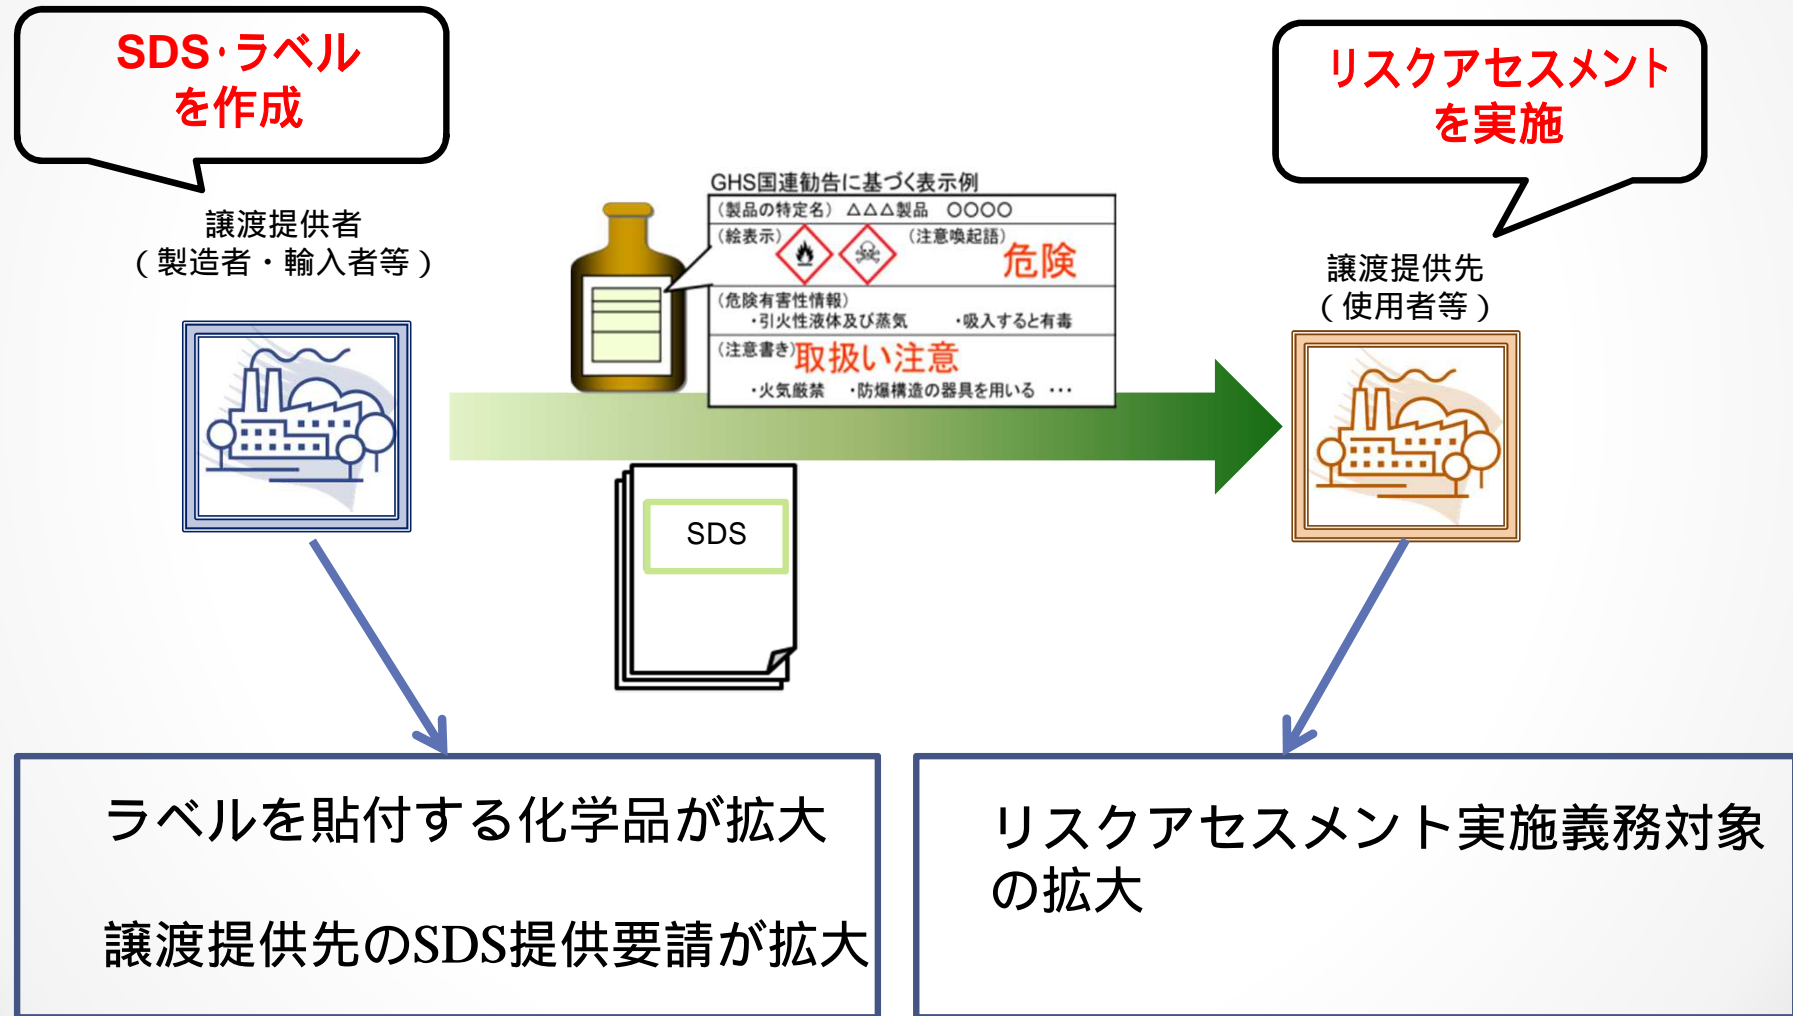 SDS・ラベル
を作成
リスクアセスメント
を実施
譲渡提供者
（製造者・輸入者等）
GHS国連勧告に基づく表示例
（製品の特定名） △△△製品 ○○○○
（絵表示）
（注意喚起語）
危険
（危険有害性情報）
・引火性液体及び蒸気 ・吸入すると有毒
（注意書き）取扱い注意
・火気厳禁 ・防爆構造の器具を用いる …
譲渡提供先
（使用者等）
SDS
ラベルを貼付する化学品が拡大
譲渡提供先のSDS提供要請が拡大
リスクアセスメント実施義務対象
の拡大